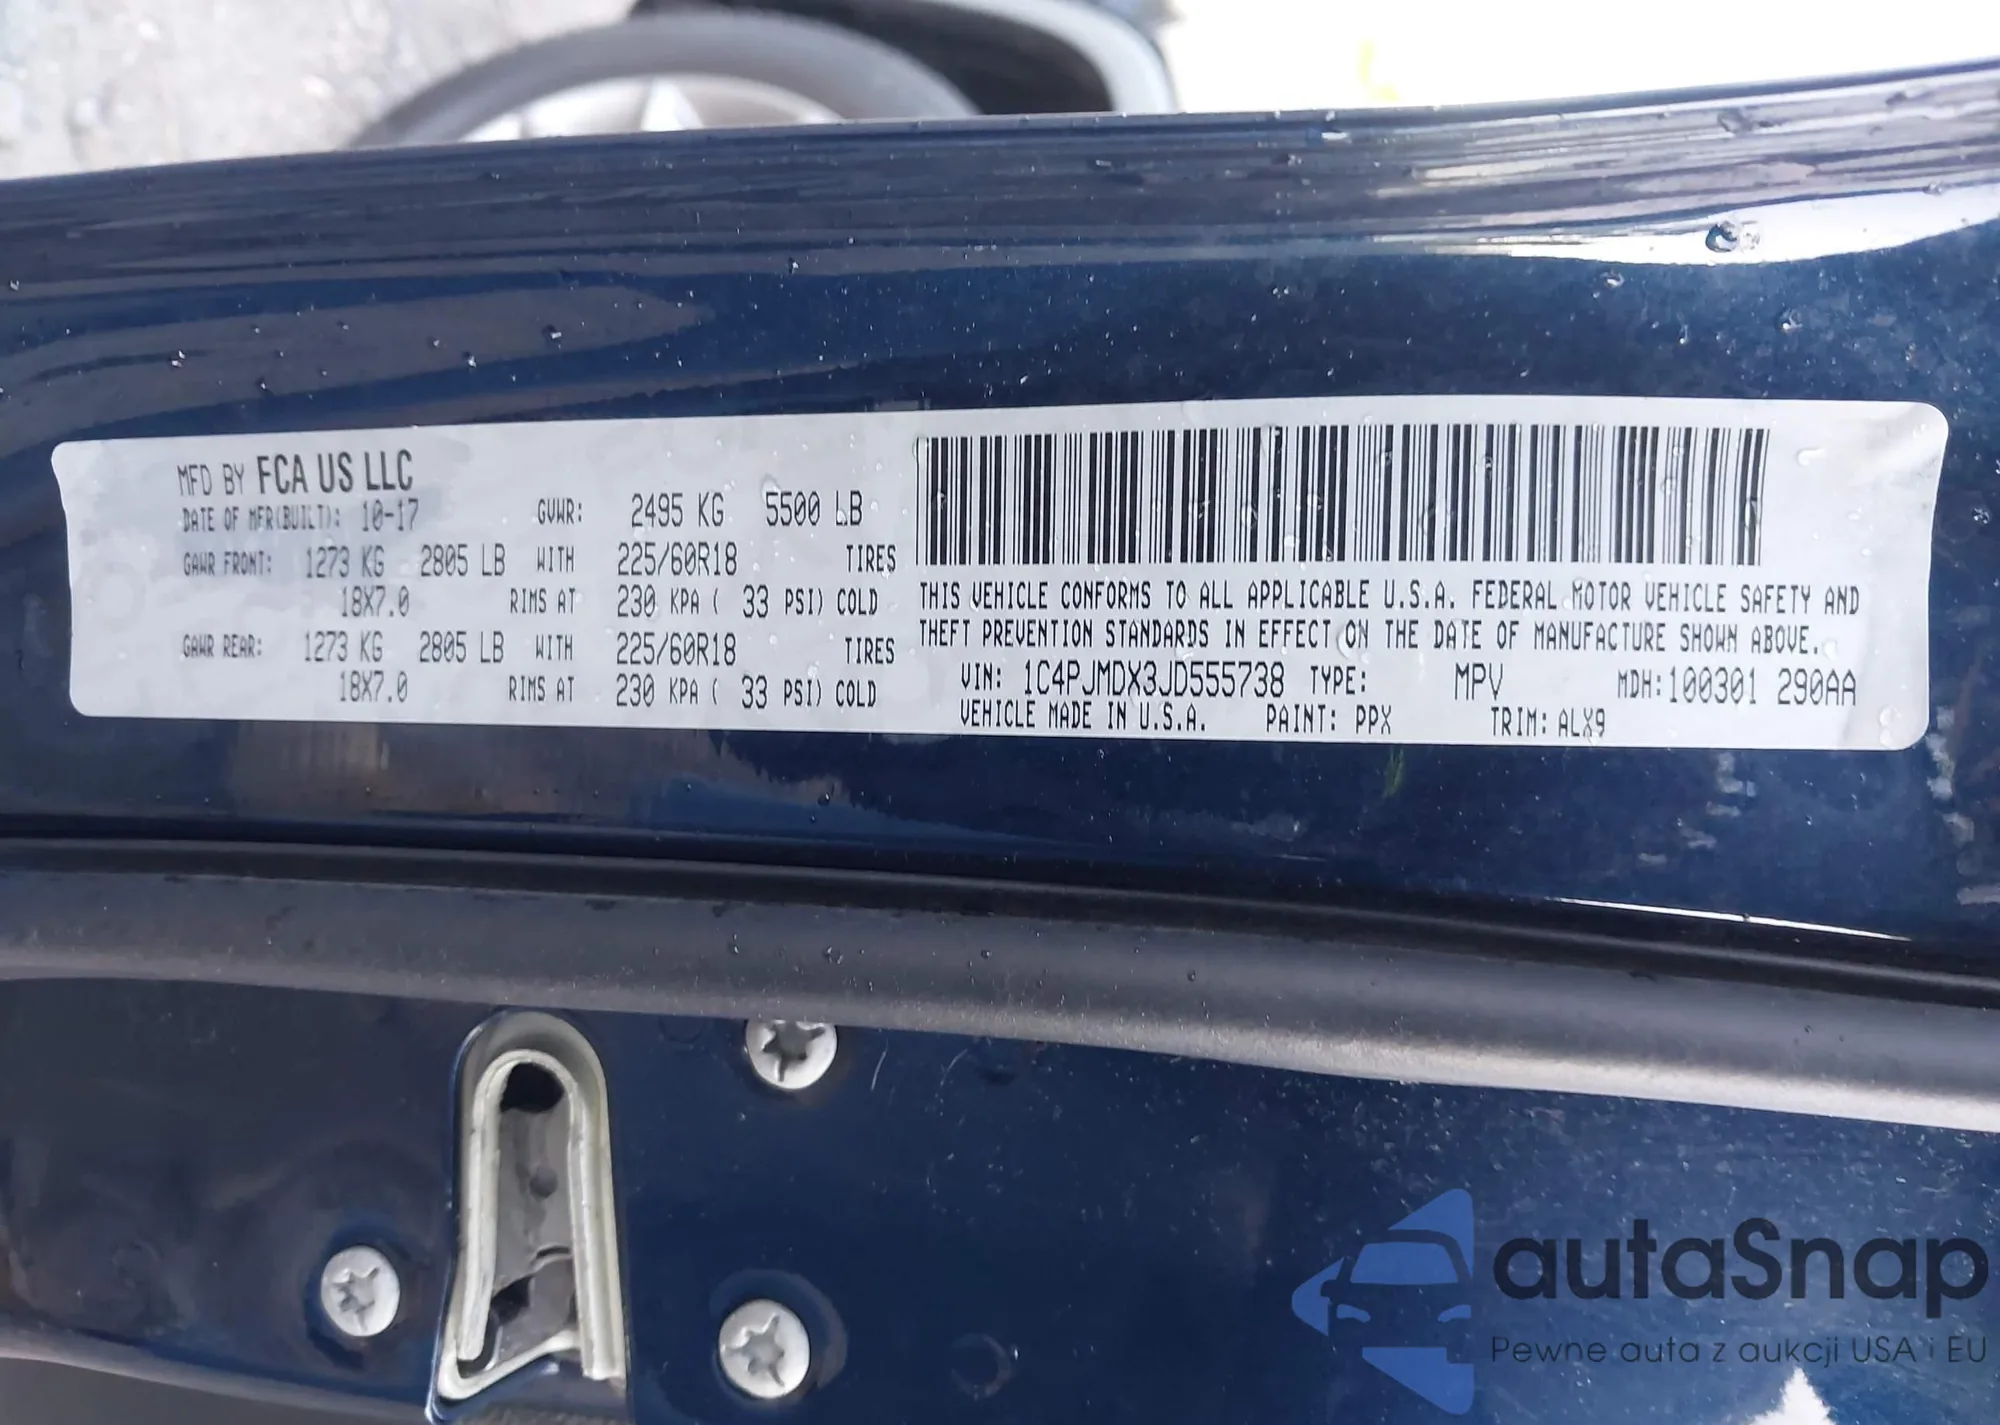 MFD BY FCA US LLC
DATE OF MFR(BUILT): 10-17 GVWR: 2495 KG 5500 LB
GAWR FRONT: 1273 KG 2805 LB WITH 225/60R18 TIRES
18X7.0 RIMS AT 230 KPA ( 33 PSI) COLD
GAWR REAR: 1273 KG 2805 LB WITH 225/60R18 TIRES
18X7.0 RIMS AT 230 KPA ( 33 PSI) COLD
THIS VEHICLE CONFORMS TO ALL APPLICABLE U.S.A. FEDERAL MOTOR VEHICLE SAFETY AND
THEFT PREVENTION STANDARDS IN EFFECT ON THE DATE OF MANUFACTURE SHOWN ABOVE.
VIN: 1C4PJMDX3JD555738 TYPE: MPV MDH:100301 290AA
VEHICLE MADE IN U.S.A. PAINT: PPX TRIM: ALX9
autaSnap
Pewne auta z aukcji USA i EU